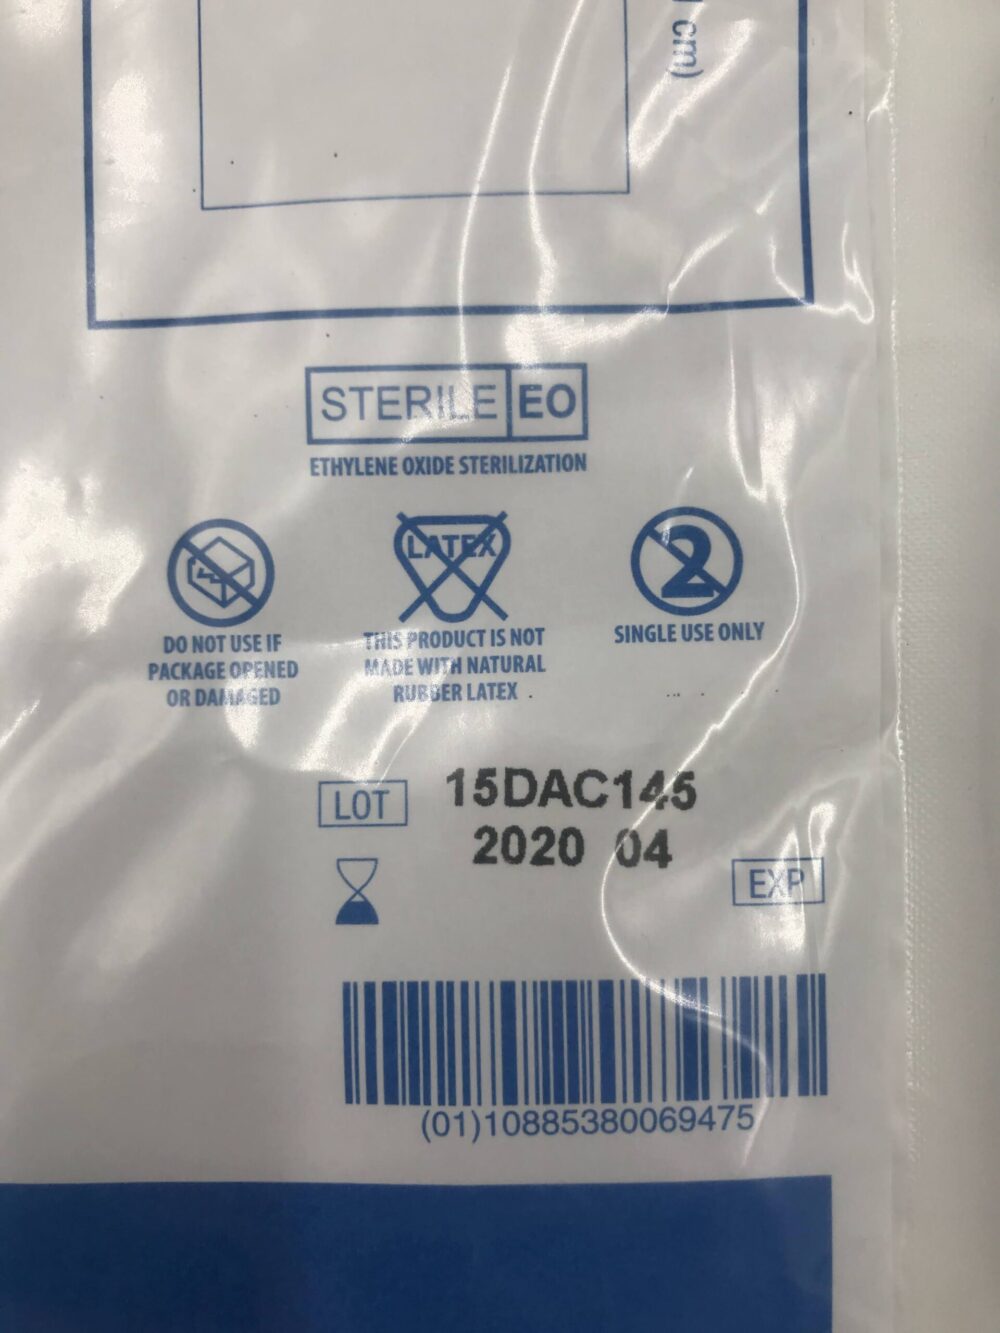 cm)
STERILE EO
ETHYLENE OXIDE STERILIZATION
LATEX
2
DO NOT USE IF
PACKAGE OPENED
OR DAMAGED
THIS PRODUCT IS NOT
MADE WITH NATURAL
RUBBER LATEX
SINGLE USE ONLY
LOT 15DAC145
2020 04
EXP
(01)10885380069475